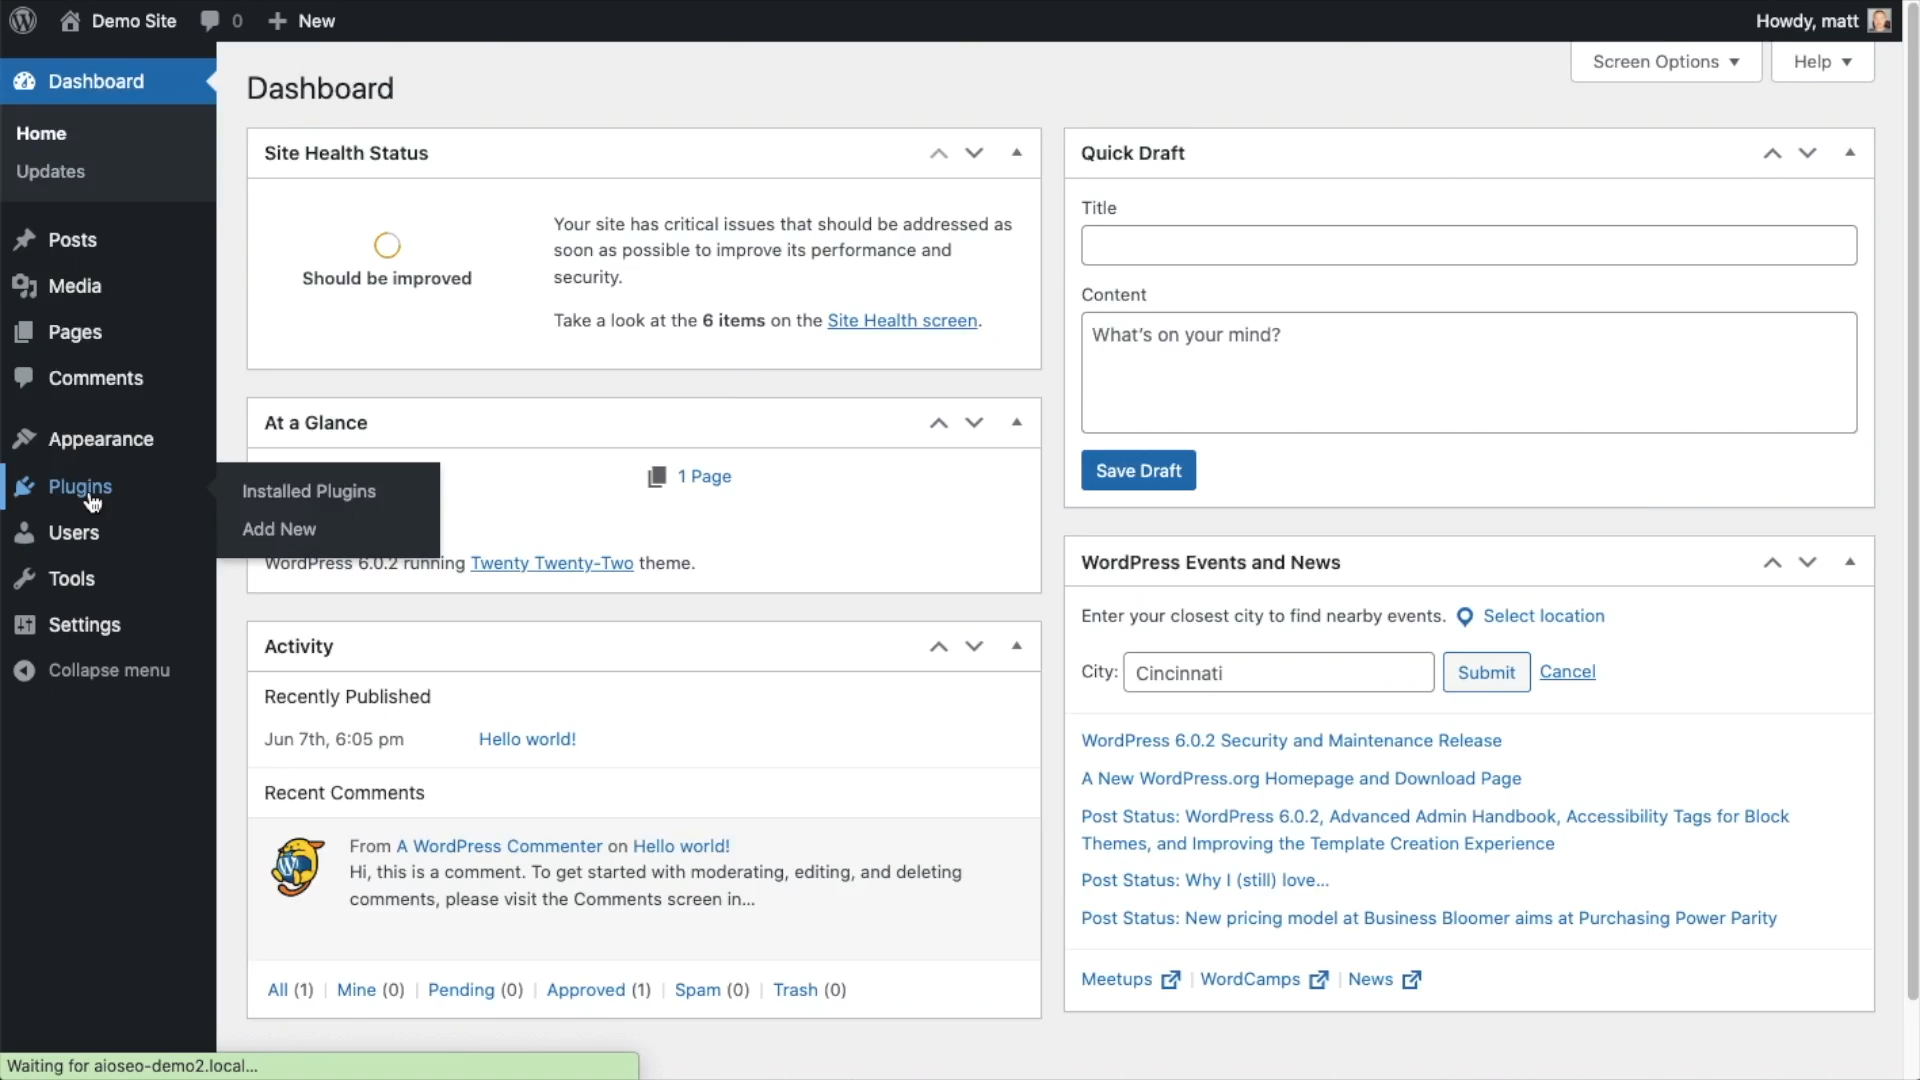 Demo Site
0
New
Howdy, matt
Dashboard
Home
Updates
Posts
Media
Pages
Comments
Appearance
Plugins
Users
Tools
Settings
Collapse menu
Installed Plugins
Add New
Dashboard
Screen Options
Help
Site Health Status
Should be improved
Your site has critical issues that should be addressed as
soon as possible to improve its performance and
security.
Take a look at the 6 items on the Site Health screen.
At a Glance
1 Page
WordPress 6.0.2 running Twenty Twenty-Two theme.
Activity
Recently Published
Jun 7th, 6:05 pm Hello world!
Recent Comments
From A WordPress Commenter on Hello world!
Hi, this is a comment. To get started with moderating, editing, and deleting
comments, please visit the Comments screen in...
All (1) | Mine (0) | Pending (0) | Approved (1) | Spam (0) | Trash (0)
Quick Draft
Title
Content
What's on your mind?
Save Draft
WordPress Events and News
Enter your closest city to find nearby events. Select location
City: Cincinnati Submit Cancel
WordPress 6.0.2 Security and Maintenance Release
A New WordPress.org Homepage and Download Page
Post Status: WordPress 6.0.2, Advanced Admin Handbook, Accessibility Tags for Block
Themes, and Improving the Template Creation Experience
Post Status: Why I (still) love...
Post Status: New pricing model at Business Bloomer aims at Purchasing Power Parity
Meetups | WordCamps | News
Waiting for aioseo-demo2.local...